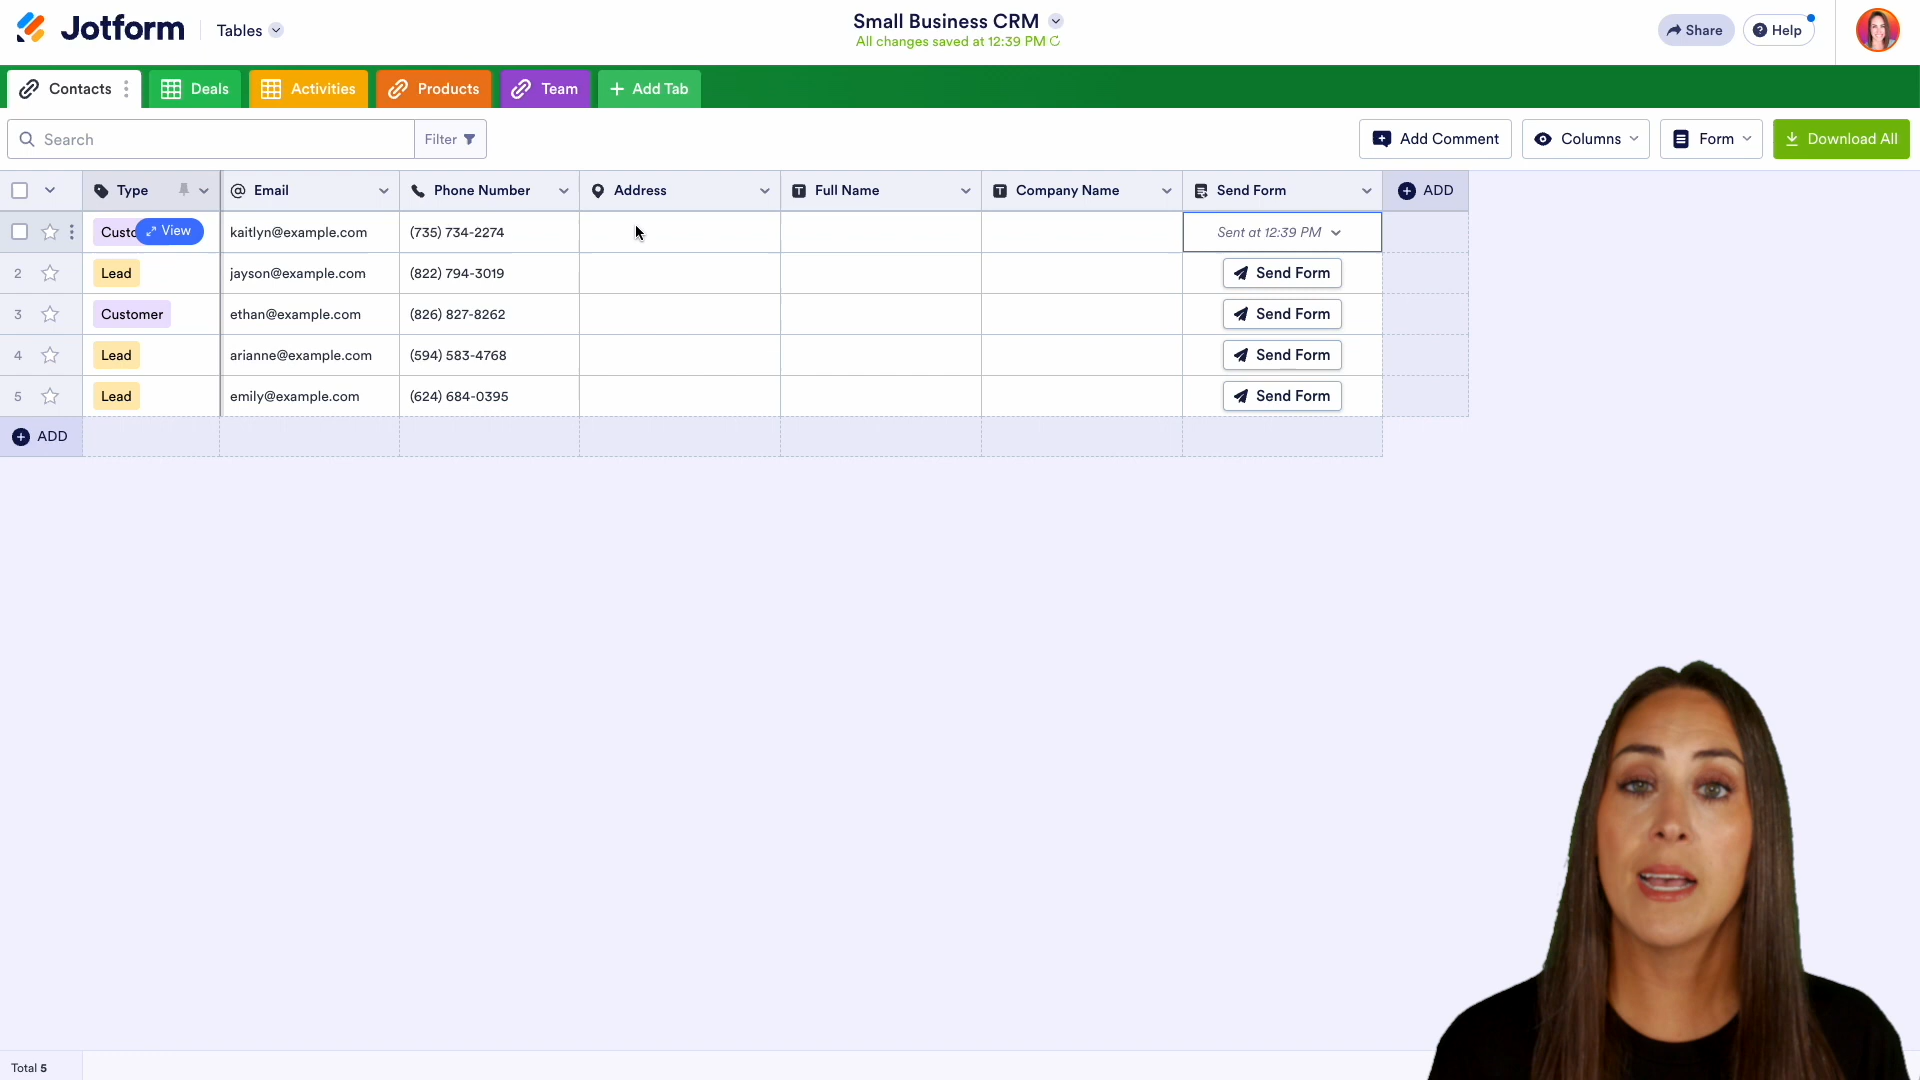 Jotform
Tables
Small Business CRM
All changes saved at 12:39 PM
Share
Help
Contacts
Deals
Activities
Products
Team
Add Tab
Search
Filter
Add Comment
Columns
Form
Download All
Type
Email
Phone Number
Address
Full Name
Company Name
Send Form
ADD
Custo
View
kaitlyn@example.com
(735) 734-2274
Sent at 12:39 PM
2
Lead
jayson@example.com
(822) 794-3019
Send Form
3
Customer
ethan@example.com
(826) 827-8262
Send Form
4
Lead
arianne@example.com
(594) 583-4768
Send Form
5
Lead
emily@example.com
(624) 684-0395
Send Form
ADD
Total 5